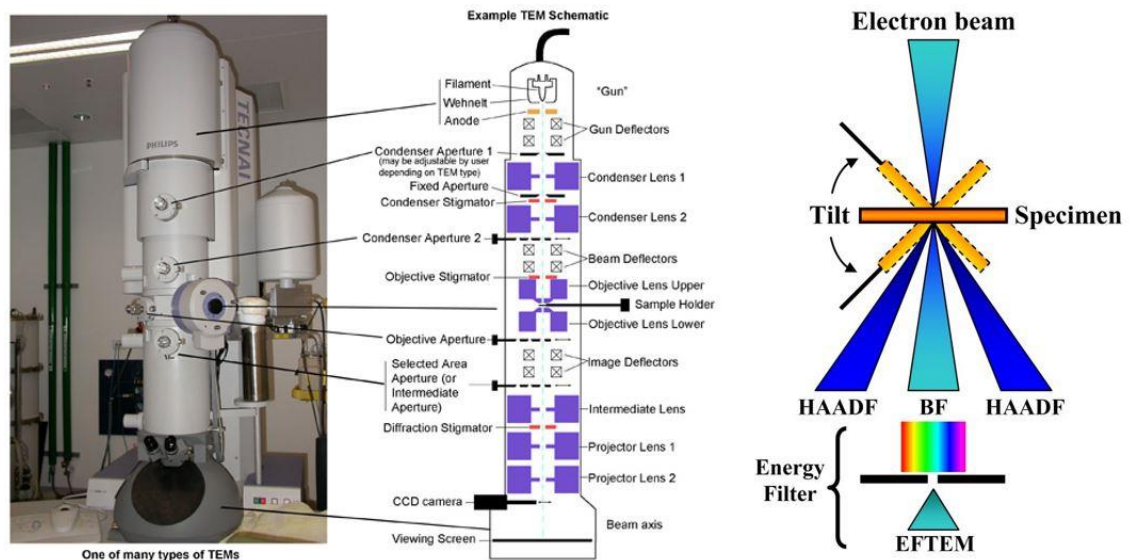 Example TEM Schematic
Filament
Wehnelt
Anode
"Gun"
Gun Deflectors
Condenser Aperture 1
(may be adjustable by user
depending on TEM type)
Condenser Lens 1
Fixed Aperture
Condenser Stigmator
Condenser Lens 2
Condenser Aperture 2
Beam Deflectors
Objective Stigmator
Objective Lens Upper
Sample Holder
Objective Lens Lower
Objective Aperture
Image Deflectors
Selected Area
Aperture (or
Intermediate
Aperture)
Intermediate Lens
Diffraction Stigmator
Projector Lens 1
Projector Lens 2
CCD camera
Beam axis
Viewing Screen
PHILIPS
TECNAI
One of many types of TEMs
Electron beam
Tilt
Specimen
HAADF
BF
HAADF
Energy
Filter
EFTEM